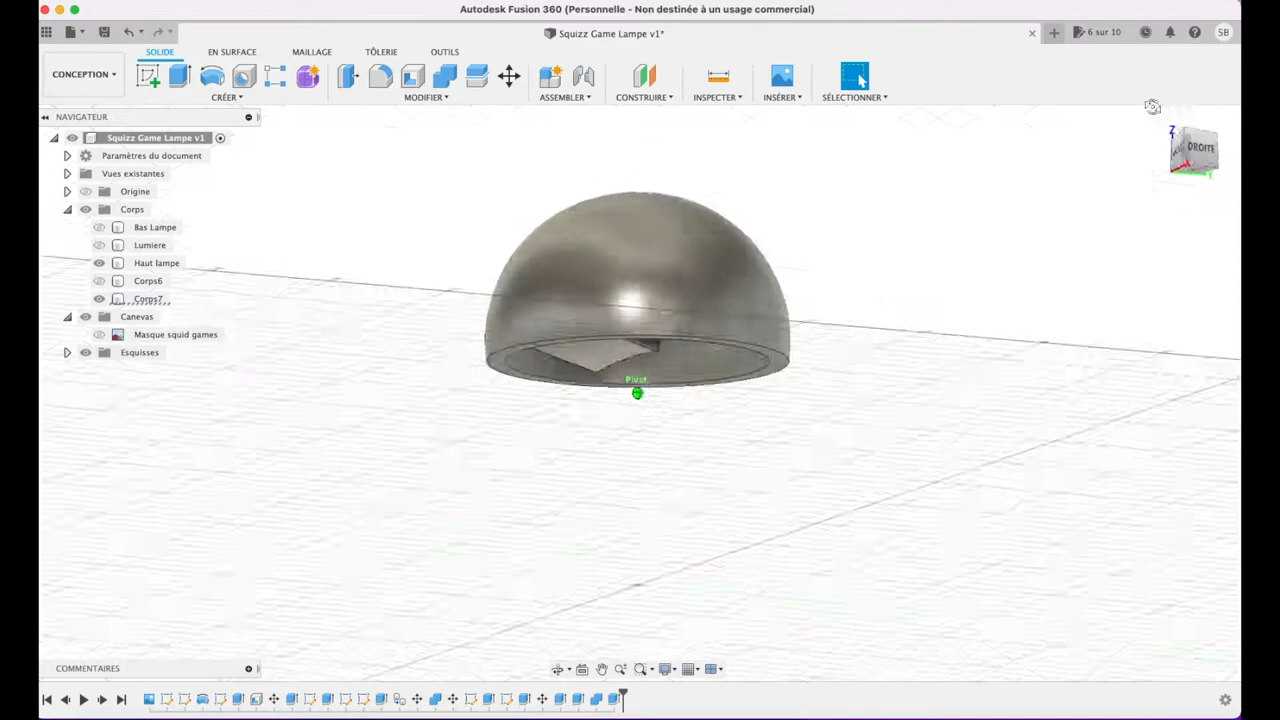 Autodesk Fusion 360 (Personnelle - Non destinée à un usage commercial)
Squizz Game Lampe v1*
6 sur 10
SB
CONCEPTION
SOLIDE
EN SURFACE
MAILLAGE
TÔLERIE
OUTILS
CRÉER
MODIFIER
ASSEMBLER
CONSTRUIRE
INSPECTER
INSÉRER
SÉLECTIONNER
NAVIGATEUR
Squizz Game Lampe v1
Paramètres du document
Vues existantes
Origine
Corps
Bas Lampe
Lumiere
Haut lampe
Corps6
Corps7
Canevas
Masque squid games
Esquisses
Z
DROITE
Pivot
COMMENTAIRES